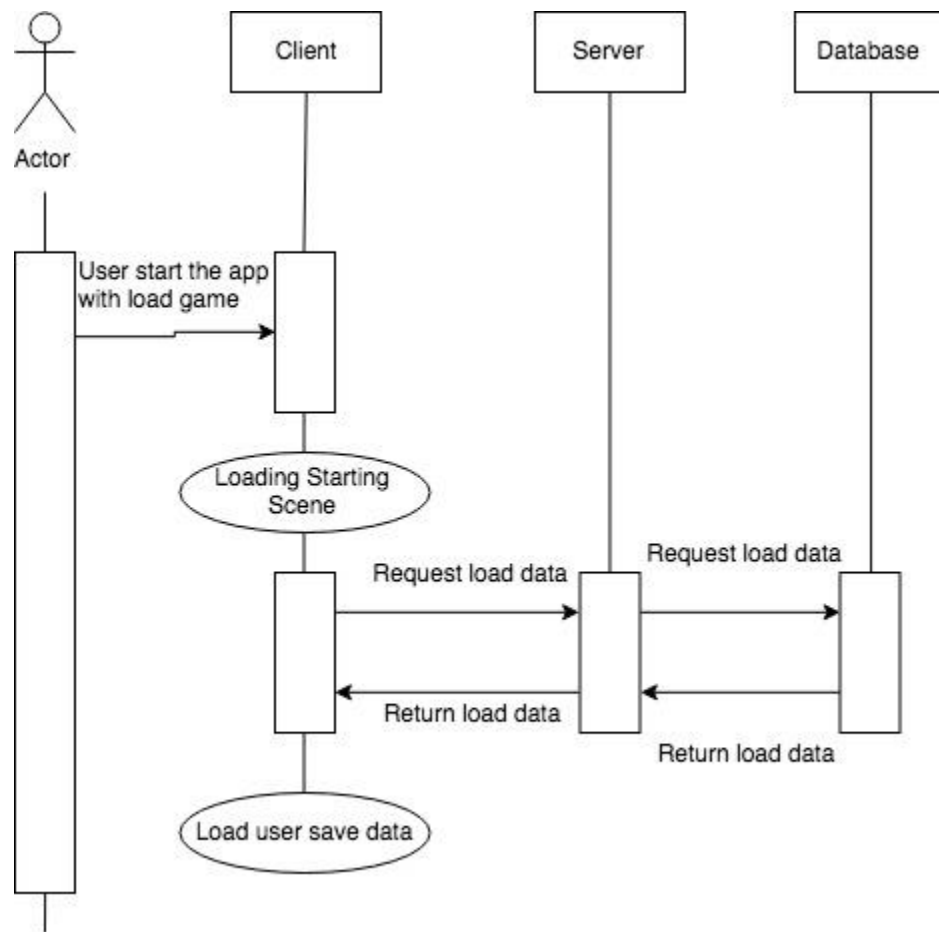 Client
Server
Database
Actor
User start the app
with load game
Loading Starting
Scene
Request load data
Request load data
Return load data
Return load data
Load user save data